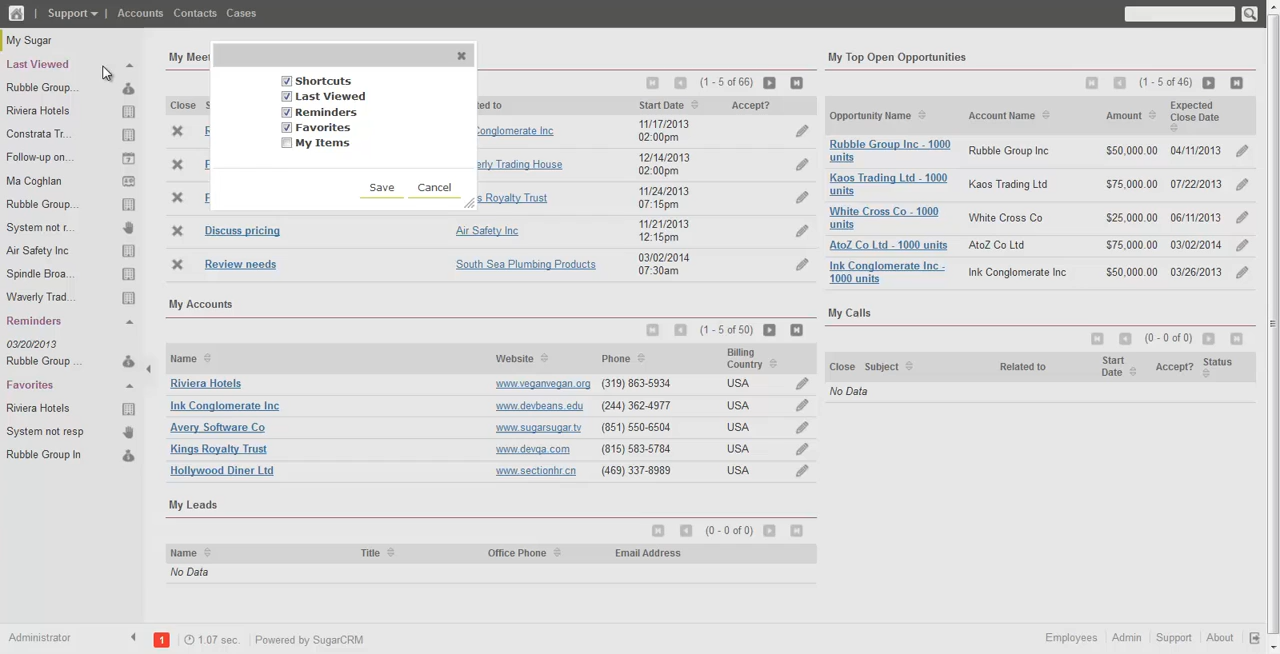 Support
Accounts
Contacts
Cases
My Sugar
Last Viewed
Rubble Group...
Riviera Hotels
Constrata Tr...
Follow-up on...
Ma Coghlan
Rubble Group...
System not r...
Air Safety Inc
Spindle Broa...
Waverly Trad...
Reminders
03/20/2013
Rubble Group ...
Favorites
Riviera Hotels
System not resp
Rubble Group In
Shortcuts
Last Viewed
Reminders
Favorites
My Items
Save Cancel
My Meet
(1 - 5 of 66)
Close S ed to Start Date Accept?
R Conglomerate Inc 11/17/2013
02:00pm
F verly Trading House 12/14/2013
02:00pm
F s Royalty Trust 11/24/2013
07:15pm
Discuss pricing Air Safety Inc 11/21/2013
12:15pm
Review needs South Sea Plumbing Products 03/02/2014
07:30am
My Accounts
(1 - 5 of 50)
Name Website Phone Billing
Country
Riviera Hotels www.veganvegan.org (319) 863-5934 USA
Ink Conglomerate Inc www.devbeans.edu (244) 362-4977 USA
Avery Software Co www.sugarsugar.tv (851) 550-6504 USA
Kings Royalty Trust www.devqa.com (815) 583-5784 USA
Hollywood Diner Ltd www.sectionhr.cn (469) 337-8989 USA
My Leads
(0 - 0 of 0)
Name Title Office Phone Email Address
No Data
My Top Open Opportunities
(1 - 5 of 46)
Opportunity Name Account Name Amount Expected
Close Date
Rubble Group Inc - 1000 Rubble Group Inc $50,000.00 04/11/2013
units
Kaos Trading Ltd - 1000 Kaos Trading Ltd $75,000.00 07/22/2013
units
White Cross Co - 1000 White Cross Co $25,000.00 06/11/2013
units
AtoZ Co Ltd - 1000 units AtoZ Co Ltd $75,000.00 03/02/2014
Ink Conglomerate Inc - Ink Conglomerate Inc $50,000.00 03/26/2013
1000 units
My Calls
(0 - 0 of 0)
Close Subject Related to Start
Date Accept? Status
No Data
Administrator
1
1.07 sec.
Powered by SugarCRM
Employees
Admin
Support
About